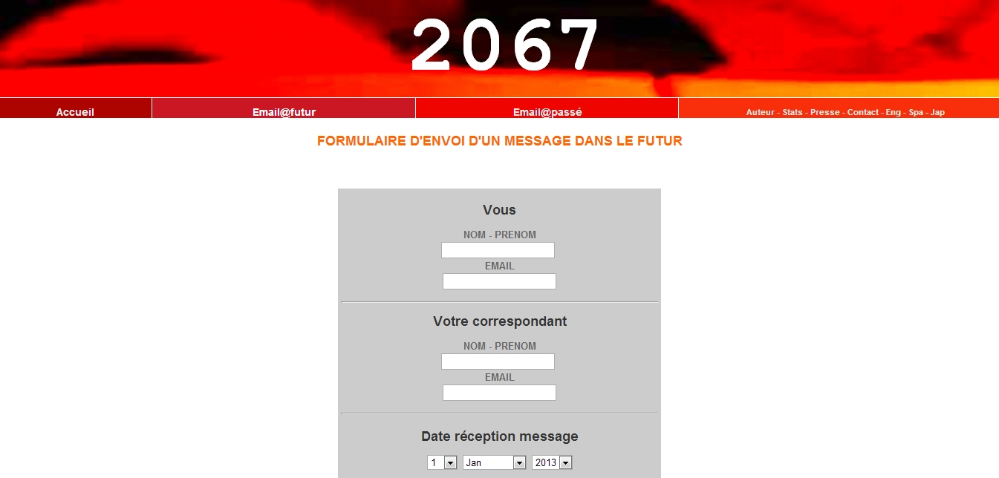 2067
Accueil Email@futur Email@passé Auteur - Stats - Presse - Contact - Eng - Spa - Jap
FORMULAIRE D'ENVOI D'UN MESSAGE DANS LE FUTUR
Vous
NOM - PRENOM
EMAIL
Votre correspondant
NOM - PRENOM
EMAIL
Date réception message
1 Jan 2013